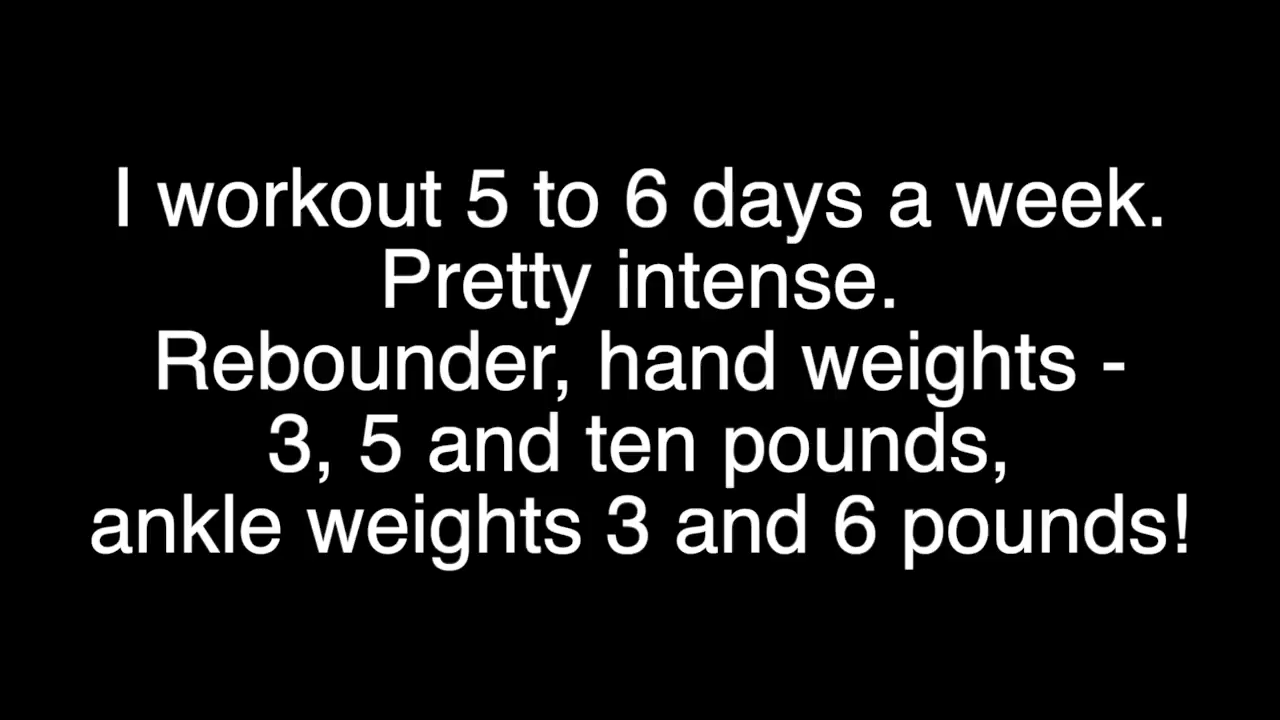 I workout 5 to 6 days a week.
Pretty intense.
Rebounder, hand weights -
3, 5 and ten pounds,
ankle weights 3 and 6 pounds!